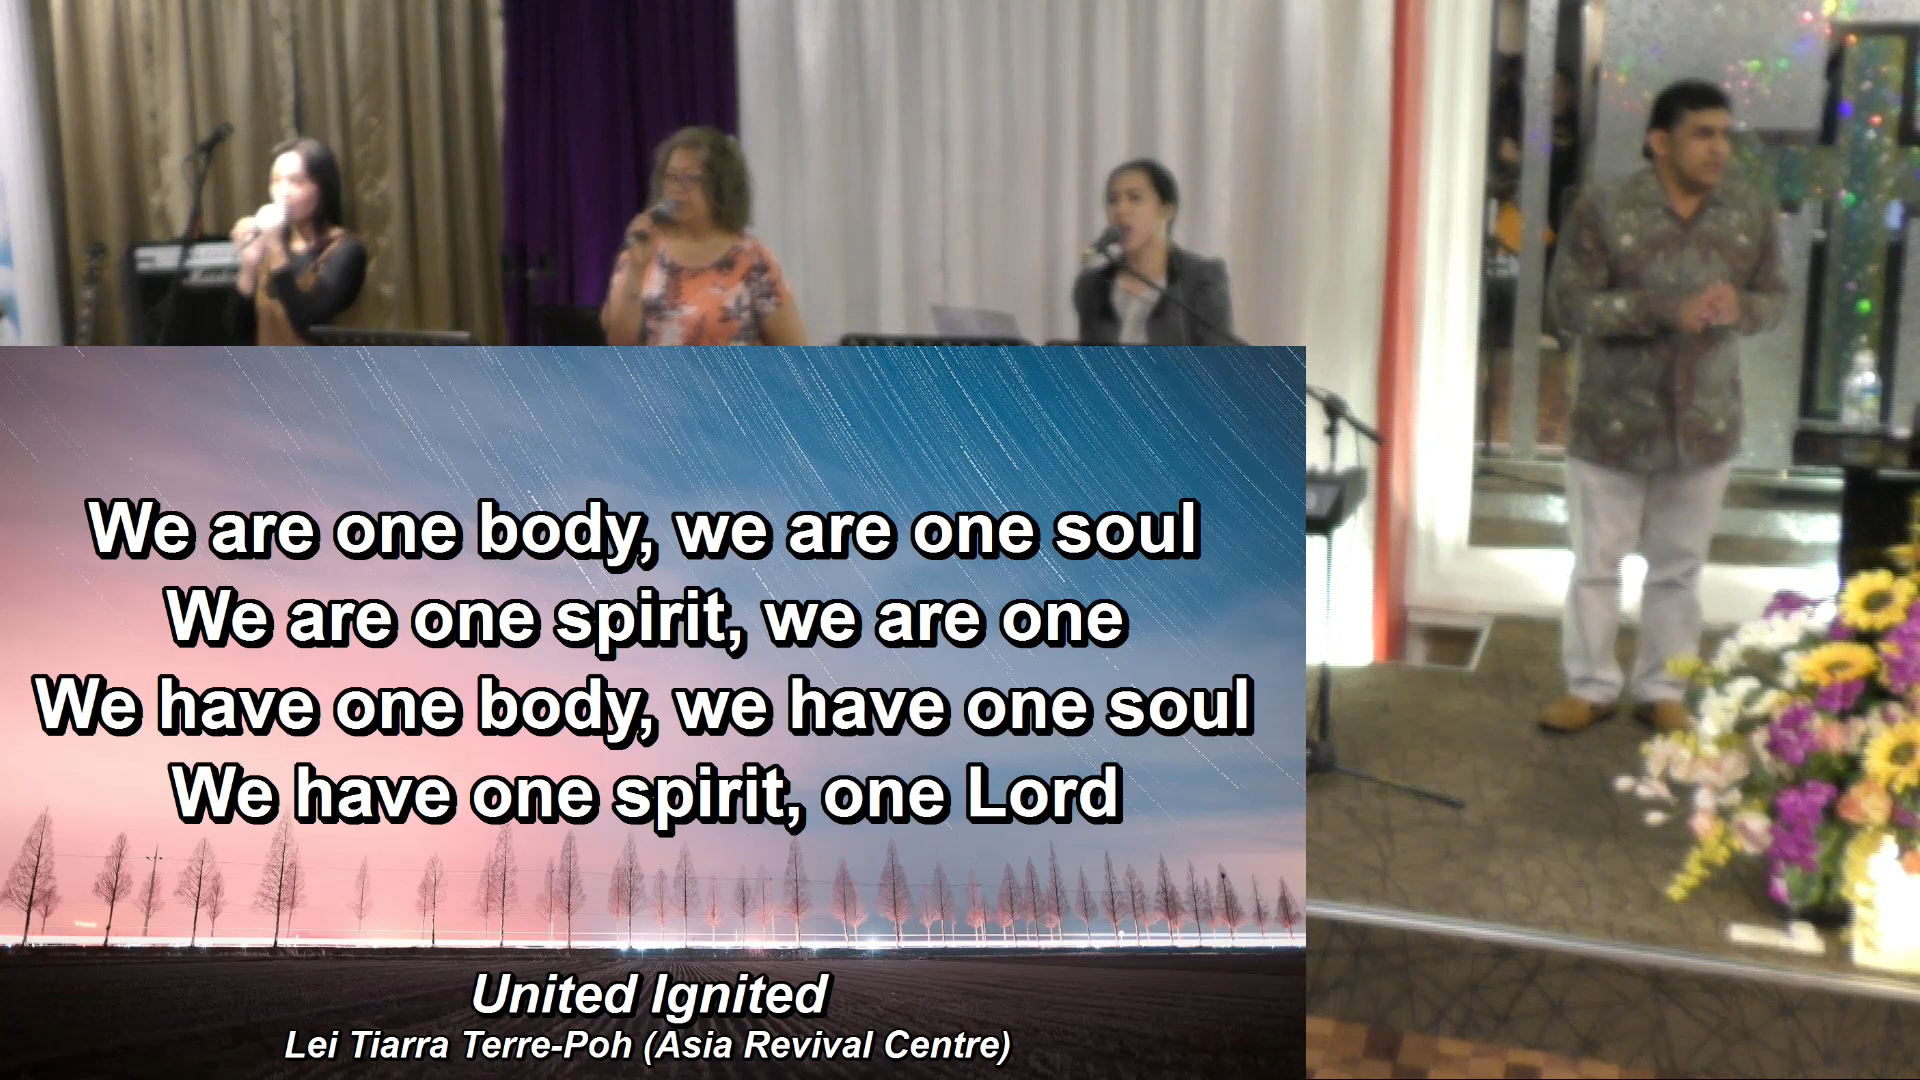 We are one body, we are one soul
We are one spirit, we are one
We have one body, we have one soul
We have one spirit, one Lord
United Ignited
Lei Tiarra Terre-Poh (Asia Revival Centre)